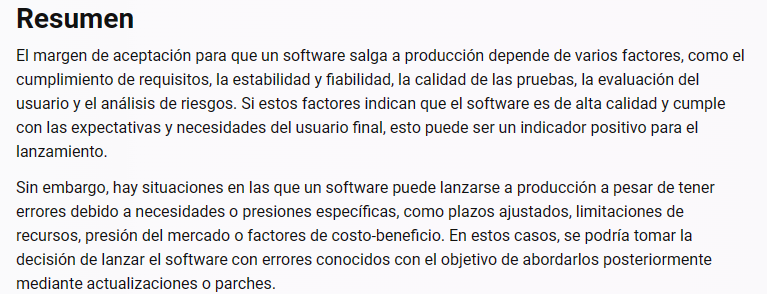 Resumen
El margen de aceptación para que un software salga a producción depende de varios factores, como el
cumplimiento de requisitos, la estabilidad y fiabilidad, la calidad de las pruebas, la evaluación del
usuario y el análisis de riesgos. Si estos factores indican que el software es de alta calidad y cumple
con las expectativas y necesidades del usuario final, esto puede ser un indicador positivo para el
lanzamiento.
Sin embargo, hay situaciones en las que un software puede lanzarse a producción a pesar de tener
errores debido a necesidades o presiones específicas, como plazos ajustados, limitaciones de
recursos, presión del mercado o factores de costo-beneficio. En estos casos, se podría tomar la
decisión de lanzar el software con errores conocidos con el objetivo de abordarlos posteriormente
mediante actualizaciones o parches.